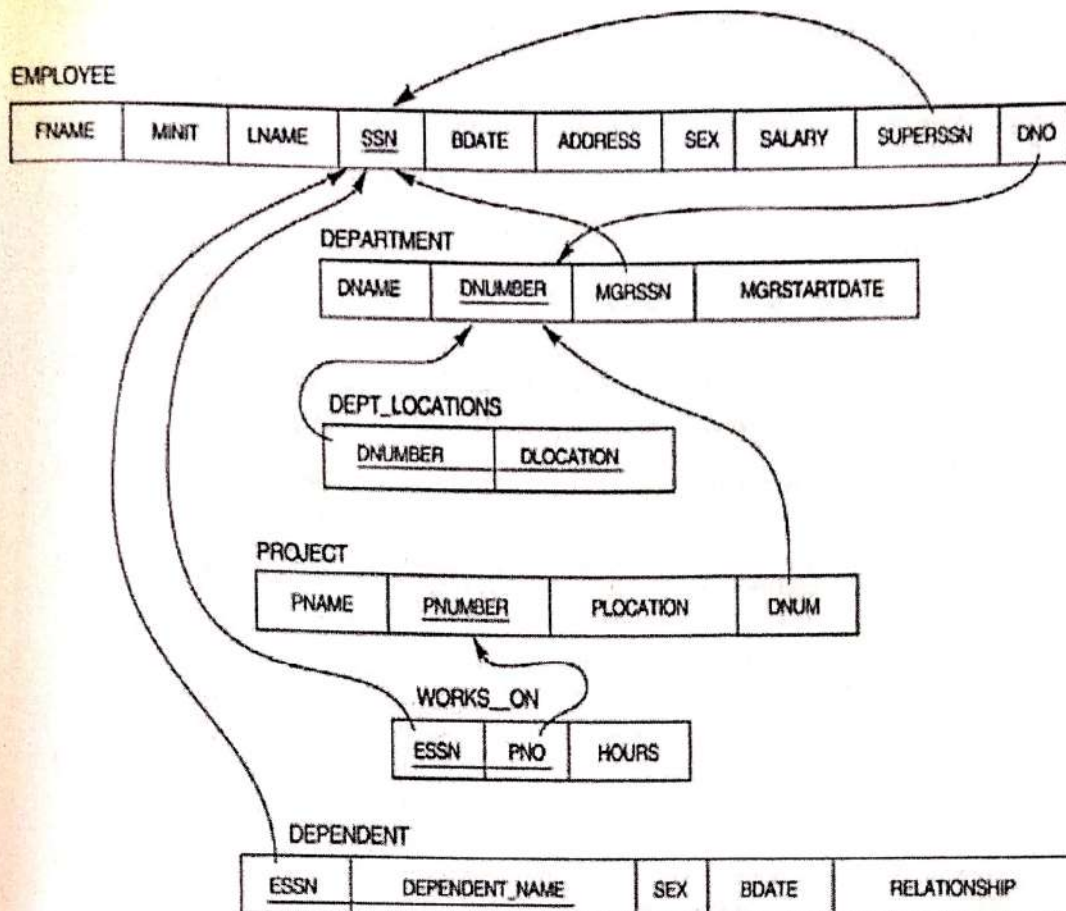 EMPLOYEE
FNAME MINIT LNAME SSN BDATE ADDRESS SEX SALARY SUPERSSN DNO
DEPARTMENT
DNAME DNUMBER MGRSSN MGRSTARTDATE
DEPT_LOCATIONS
DNUMBER DLOCATION
PROJECT
PNAME PNUMBER PLOCATION DNUM
WORKS_ON
ESSN PNO HOURS
DEPENDENT
ESSN DEPENDENT_NAME SEX BDATE RELATIONSHIP